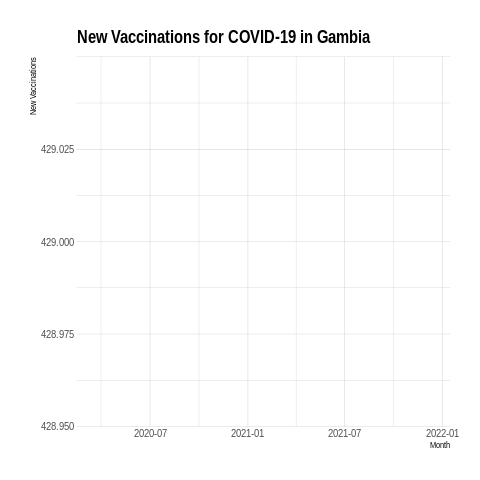 New Vaccinations for COVID-19 in Gambia
New Vaccinations
429.025
429.000
428.975
428.950
2020-07
2021-01
2021-07
2022-01
Month